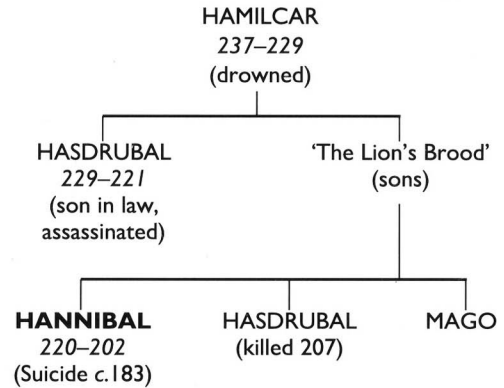 HAMILCAR
237–229
(drowned)
HASDRUBAL
229–221
(son in law,
assassinated)
‘The Lion’s Brood’
(sons)
HANNIBAL
220–202
(Suicide c.183)
HASDRUBAL
(killed 207)
MAGO